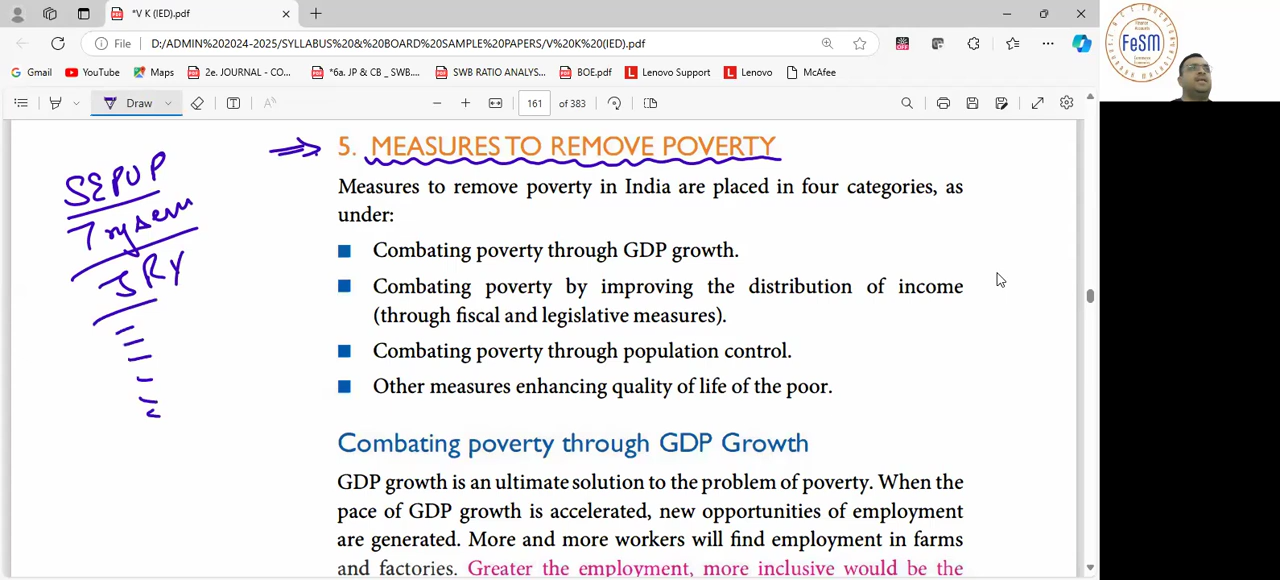 *V K (IED).pdf
File
D:/ADMIN%202024-2025/SYLLABUS%20&%20BOARD%20SAMPLE%20PAPERS/V%20K%20(IED).pdf
OFF
Gmail
YouTube
Maps
2e. JOURNAL - CO...
*6a. JP & CB _ SWB....
SWB RATIO ANALYS...
BOE.pdf
Lenovo Support
Lenovo
McAfee
Draw
161 of 383
FeSM
SEPUP
Trysem
JRY
5. MEASURES TO REMOVE POVERTY
Measures to remove poverty in India are placed in four categories, as
under:
Combating poverty through GDP growth.
Combating poverty by improving the distribution of income
(through fiscal and legislative measures).
Combating poverty through population control.
Other measures enhancing quality of life of the poor.
Combating poverty through GDP Growth
GDP growth is an ultimate solution to the problem of poverty. When the
pace of GDP growth is accelerated, new opportunities of employment
are generated. More and more workers will find employment in farms
and factories. Greater the employment, more inclusive would be the